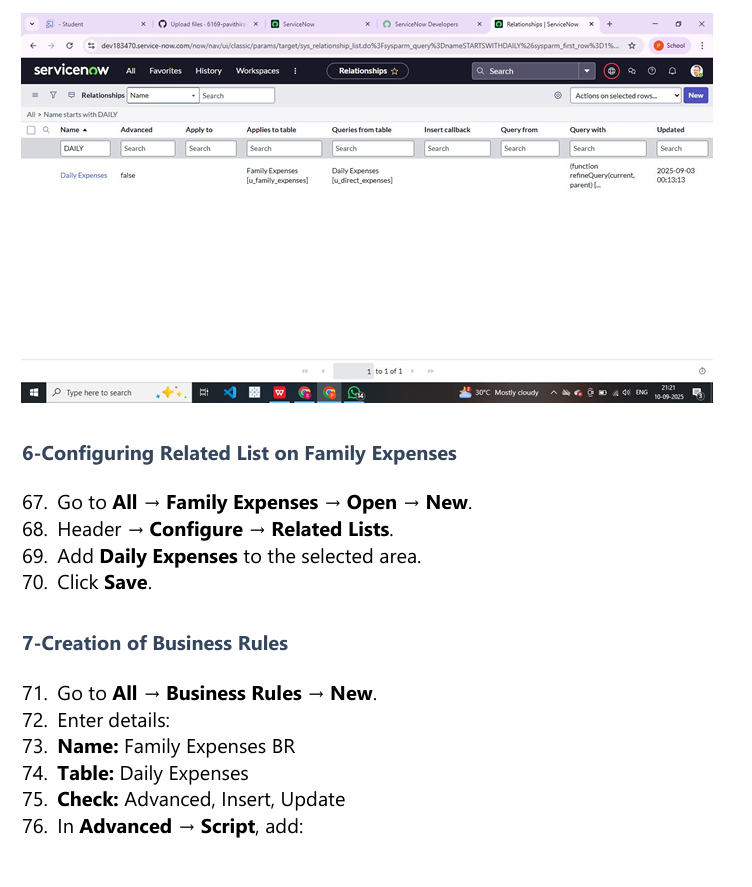 - Student
Upload files · 6169-pavithira
ServiceNow
ServiceNow Developers
Relationships | ServiceNow
dev183470.service-now.com/now/nav/ui/classic/params/target/sys_relationship_list.do%3Fsysparm_query%3DnameSTARTSWITHDAILY%26sysparm_first_row%3D1%...
School
servicenow
All
Favorites
History
Workspaces
Relationships
Search
Relationships
Name
Search
Actions on selected rows...
New
All > Name starts with DAILY
Name
Advanced
Apply to
Applies to table
Queries from table
Insert callback
Query from
Query with
Updated
DAILY
Search
Search
Search
Search
Search
Search
Search
Search
Daily Expenses
false
Family Expenses
[u_family_expenses]
Daily Expenses
[u_direct_expenses]
(function
refineQuery(current,
parent) {...
2025-09-03
00:13:13
1 to 1 of 1
Type here to search
30°C Mostly cloudy
ENG
21:21
10-09-2025
6-Configuring Related List on Family Expenses
67. Go to All → Family Expenses → Open → New.
68. Header → Configure → Related Lists.
69. Add Daily Expenses to the selected area.
70. Click Save.
7-Creation of Business Rules
71. Go to All → Business Rules → New.
72. Enter details:
73. Name: Family Expenses BR
74. Table: Daily Expenses
75. Check: Advanced, Insert, Update
76. In Advanced → Script, add: